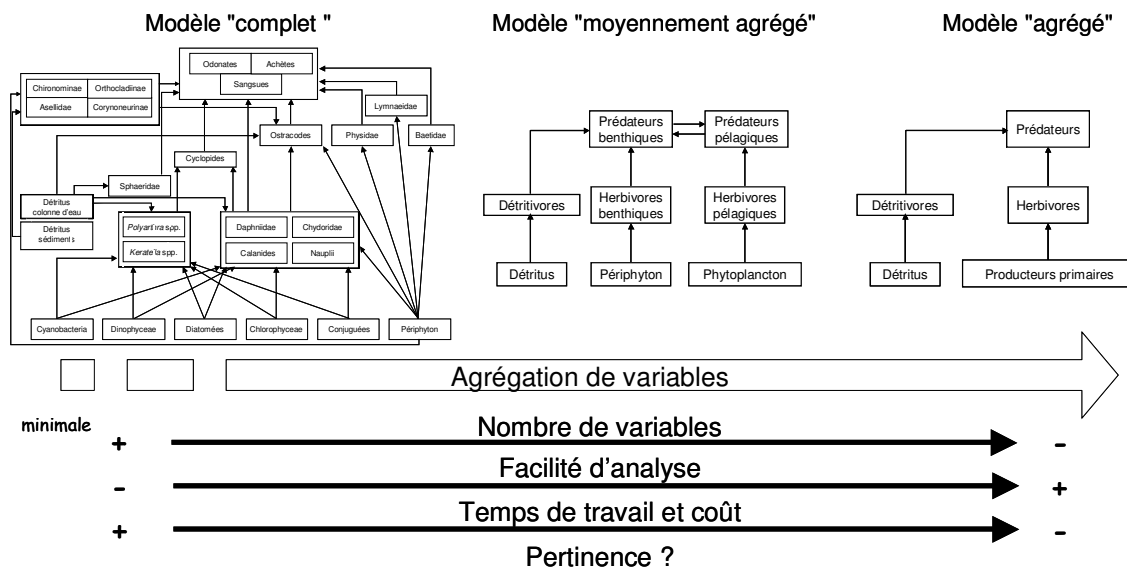 Modèle "complet "
Modèle "moyennement agrégé"
Modèle "agrégé"
Odonates
Achètes
Sangsues
Chironominae
Orthocladiinae
Asellidae
Corynoneurinae
Lymnaeidae
Ostracodes
Physidae
Baetidae
Cyclopides
Sphaeridae
Détritus
colonne d'eau
Détritus
sédiments
Polyartra spp.
Keratella spp.
Daphniidae
Chydoridae
Calanides
Nauplii
Cyanobacteria
Dinophyceae
Diatomées
Chlorophyceae
Conjuguées
Périphyton
Prédateurs
benthiques
Prédateurs
pélagiques
Détritivores
Herbivores
benthiques
Herbivores
pélagiques
Détritus
Périphyton
Phytoplancton
Prédateurs
Détritivores
Herbivores
Détritus
Producteurs primaires
Agrégation de variables
minimale
+ Nombre de variables -
- Facilité d'analyse +
+ Temps de travail et coût -
Pertinence ?